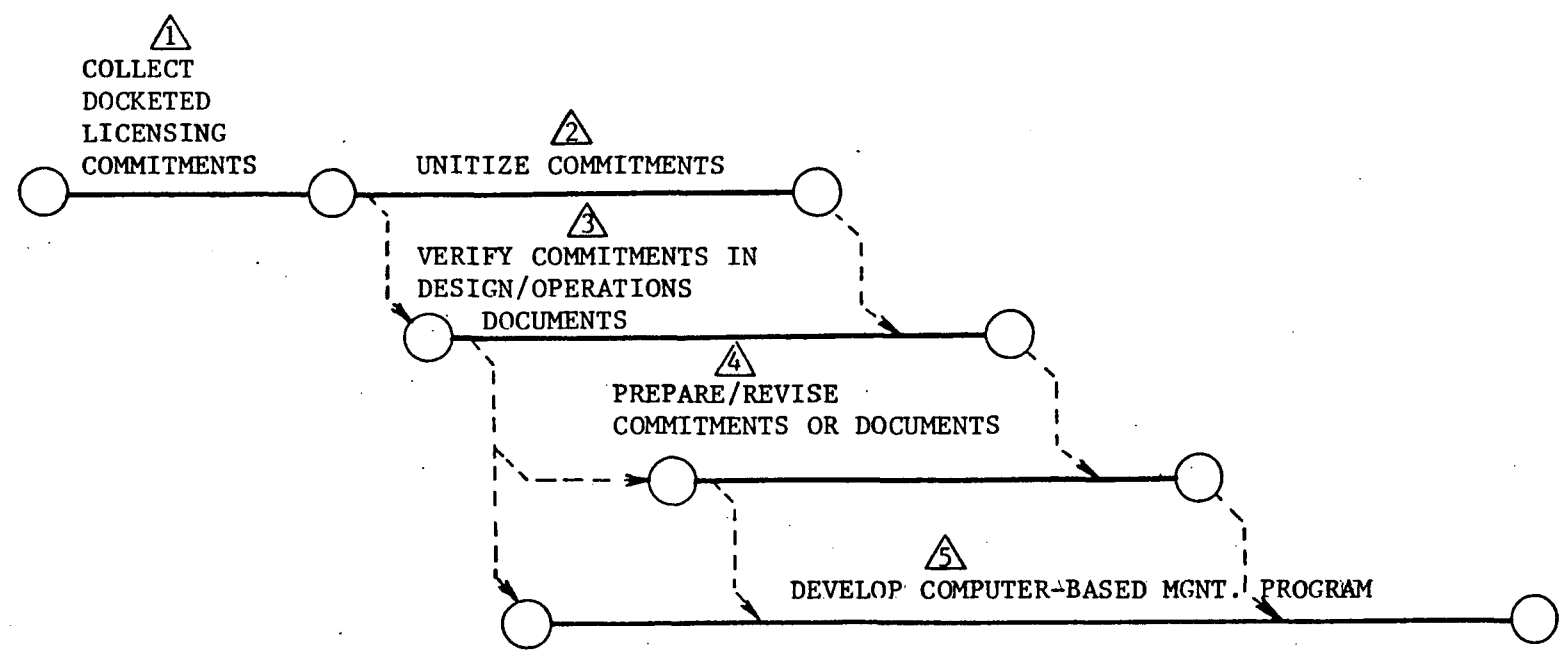 1
COLLECT
DOCKETED
LICENSING
COMMITMENTS
2
UNITIZE COMMITMENTS
3
VERIFY COMMITMENTS IN
DESIGN/OPERATIONS
DOCUMENTS
4
PREPARE/REVISE
COMMITMENTS OR DOCUMENTS
5
DEVELOP COMPUTER-BASED MGNT. PROGRAM